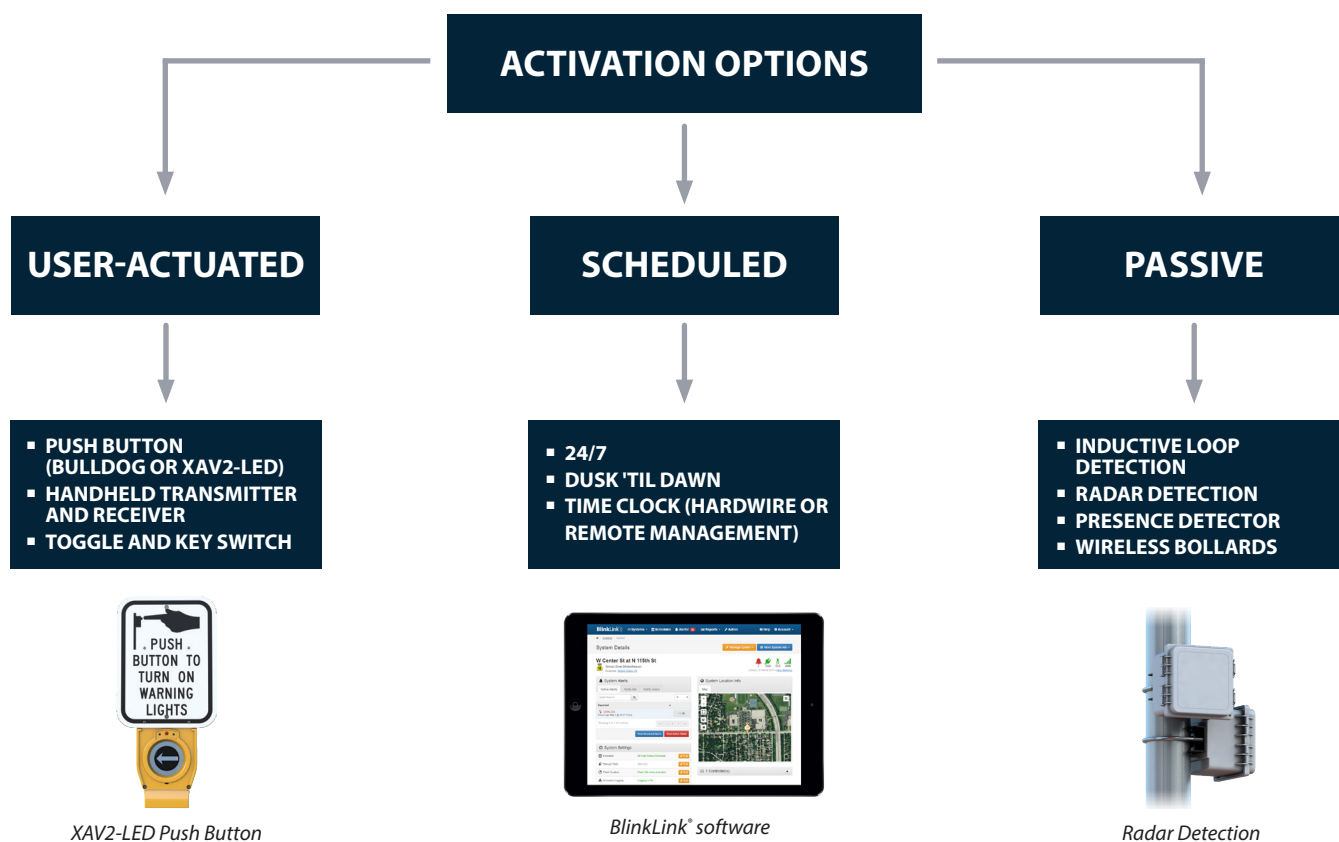 ACTIVATION OPTIONS
USER-ACTUATED
SCHEDULED
PASSIVE
▪ PUSH BUTTON
(BULLDOG OR XAV2-LED)
▪ HANDHELD TRANSMITTER
AND RECEIVER
▪ TOGGLE AND KEY SWITCH
▪ 24/7
▪ DUSK 'TIL DAWN
▪ TIME CLOCK (HARDWIRE OR
REMOTE MANAGEMENT)
▪ INDUCTIVE LOOP
DETECTION
▪ RADAR DETECTION
▪ PRESENCE DETECTOR
▪ WIRELESS BOLLARDS
PUSH
BUTTON TO
TURN ON
WARNING
LIGHTS
XAV2-LED Push Button
BlinkLink
System Details
W Center St at N 115th St
System Alerts
System Location Info
System Settings
BlinkLink® software
Radar Detection